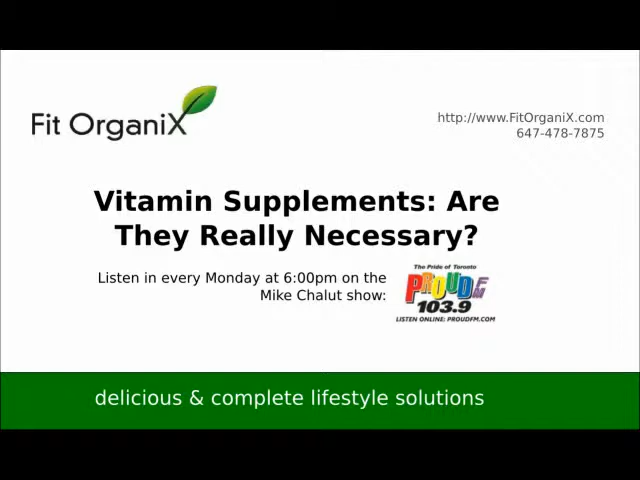 Fit OrganiX
http://www.FitOrganiX.com
647-478-7875
Vitamin Supplements: Are
They Really Necessary?
Listen in every Monday at 6:00pm on the
Mike Chalut show:
The Pride of Toronto
PROUD FM
103.9
LISTEN ONLINE: PROUDFM.COM
delicious & complete lifestyle solutions